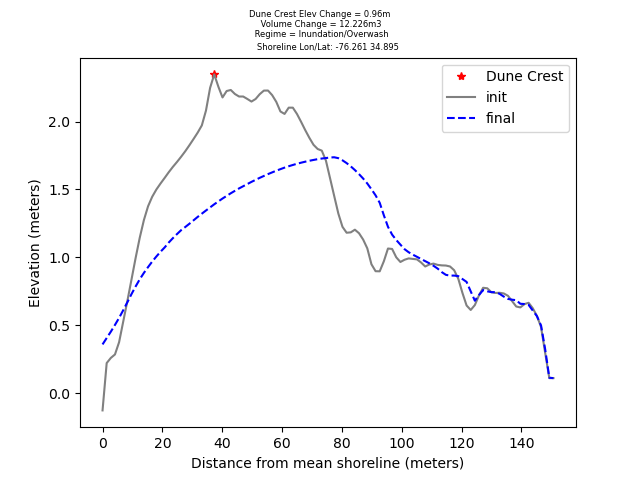 Dune Crest Elev Change = 0.96m
Volume Change = 12.226m3
Regime = Inundation/Overwash
Shoreline Lon/Lat: -76.261 34.895
Dune Crest
init
final
2.0
1.5
1.0
0.5
0.0
Elevation (meters)
0 20 40 60 80 100 120 140
Distance from mean shoreline (meters)